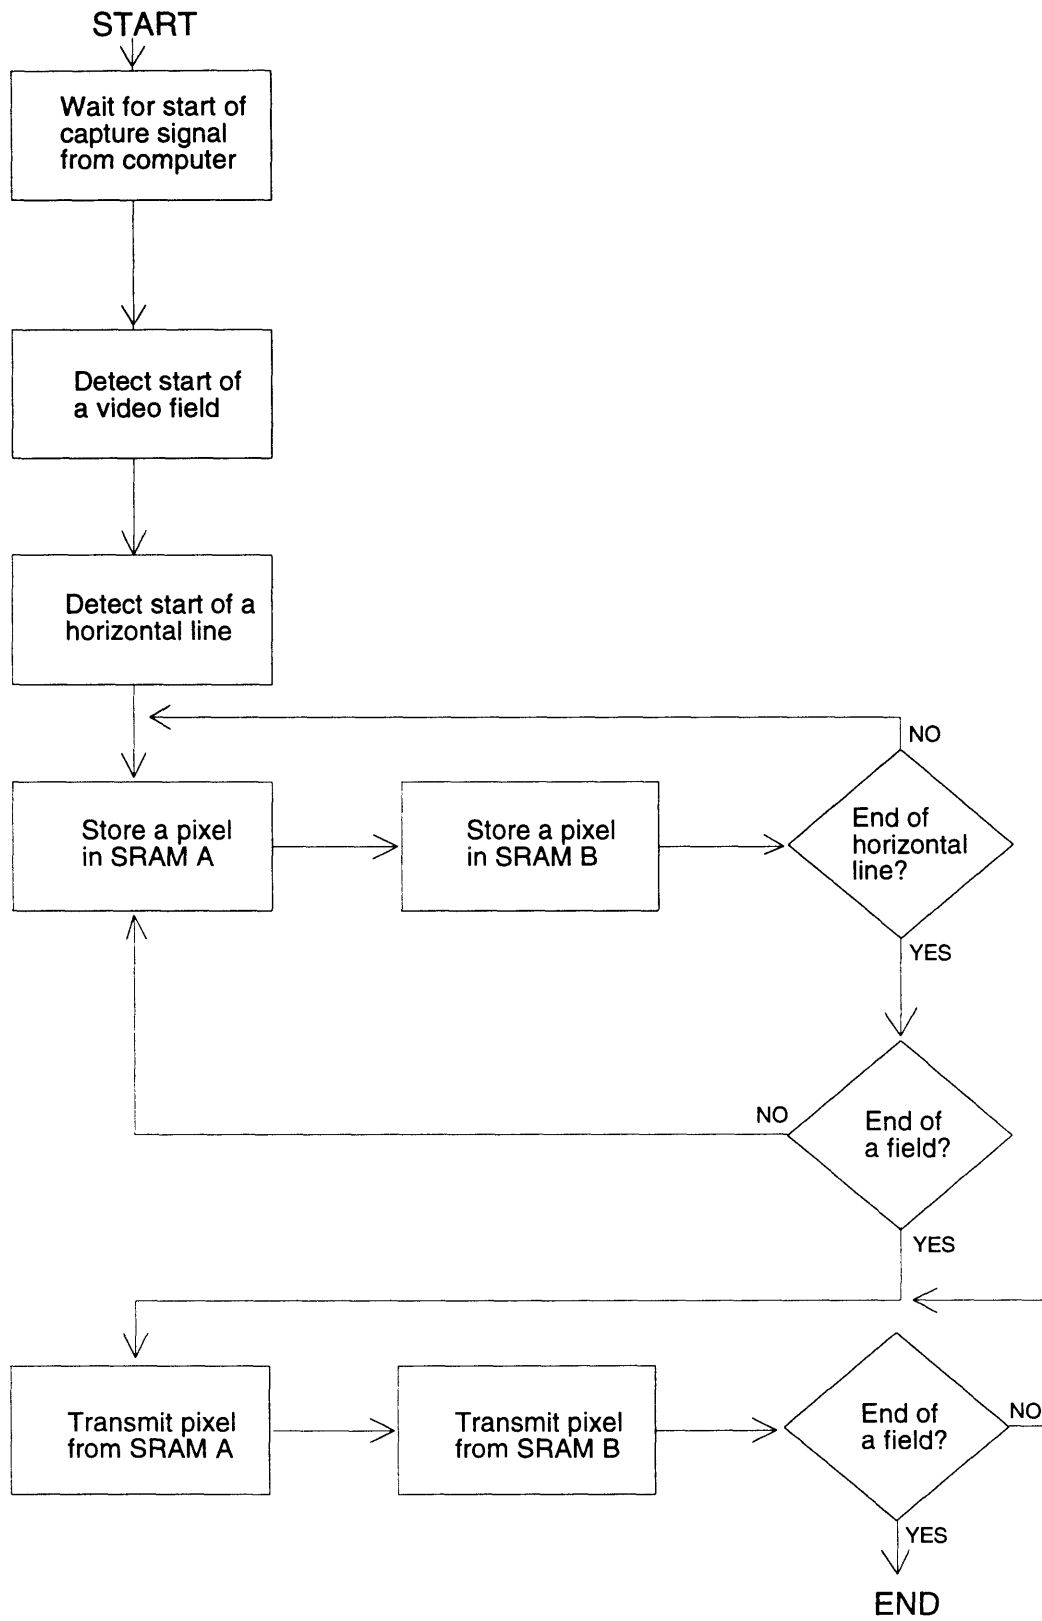 START
Wait for start of
capture signal
from computer
Detect start of
a video field
Detect start of a
horizontal line
NO
Store a pixel
in SRAM A
Store a pixel
in SRAM B
End of
horizontal
line?
YES
NO
End of
a field?
YES
Transmit pixel
from SRAM A
Transmit pixel
from SRAM B
End of
a field?
NO
YES
END